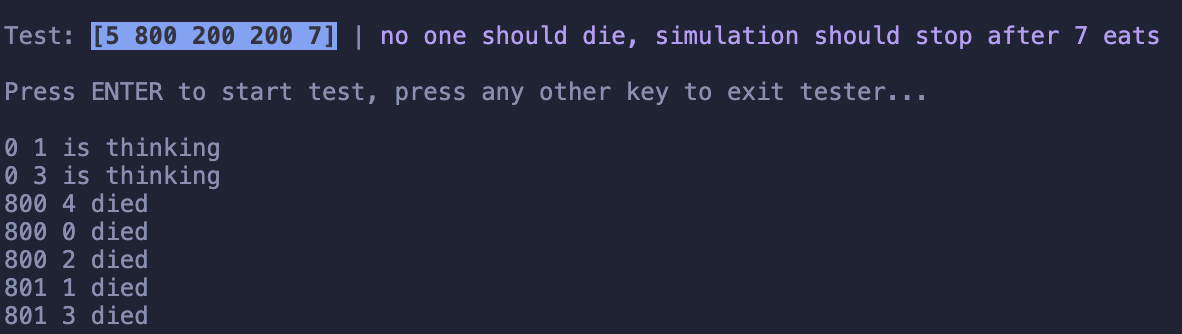 Test: [5 800 200 200 7] | no one should die, simulation should stop after 7 eats
Press ENTER to start test, press any other key to exit tester...
0 1 is thinking
0 3 is thinking
800 4 died
800 0 died
800 2 died
801 1 died
801 3 died